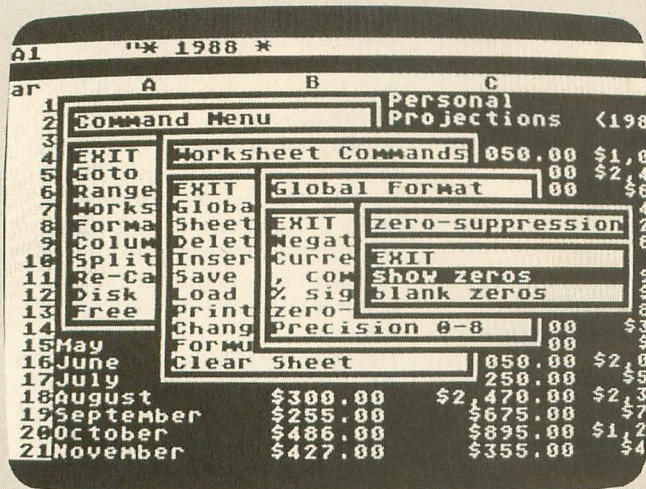 A1 "* 1988 *
ar A B C
1 Personal
2 Command Menu Projections (198
3
4 EXIT Worksheet Commands 050.00 $1,0
5 Goto 00 $2,4
6 Range EXIT Global Format 00 $6
7 Works Globa
8 Forma Sheet EXIT zero-suppression
9 Colum Delet Negat
10 Split Inser Curre EXIT
11 Re-Ca Save , com show zeros
12 Disk Load % sig blank zeros
13 Free Print zero-
14 Chang Precision 0-8 00 $3
15 May Formu 00
16 June Clear Sheet 050.00 $2,0
17 July 250.00 $5
18 August $300.00 $2,470.00 $2,3
19 September $255.00 $675.00 $7
20 October $486.00 $895.00 $1,2
21 November $427.00 $355.00 $4